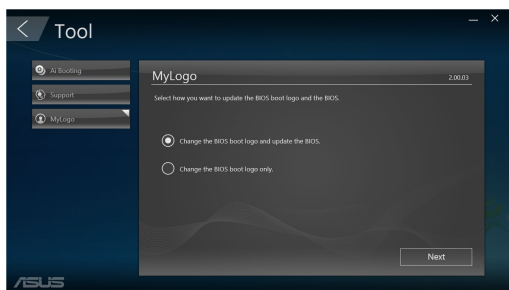 Tool
Ai Booting
Support
MyLogo
MyLogo
2.00.03
Select how you want to update the BIOS boot logo and the BIOS.
Change the BIOS boot logo and update the BIOS.
Change the BIOS boot logo only.
Next
ASUS